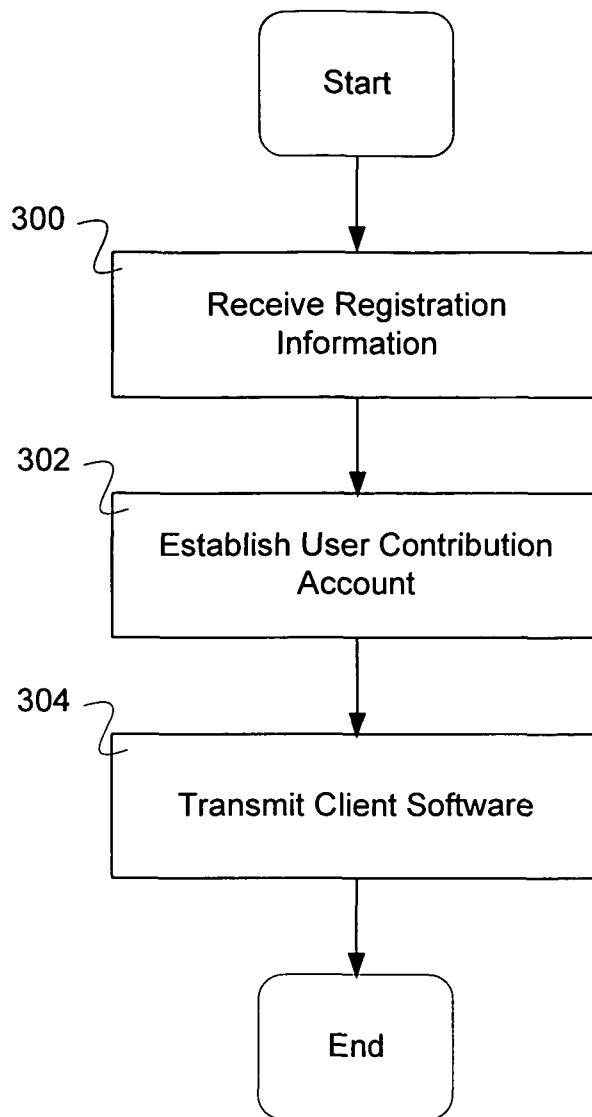 Start
300
Receive Registration
Information
302
Establish User Contribution
Account
304
Transmit Client Software
End